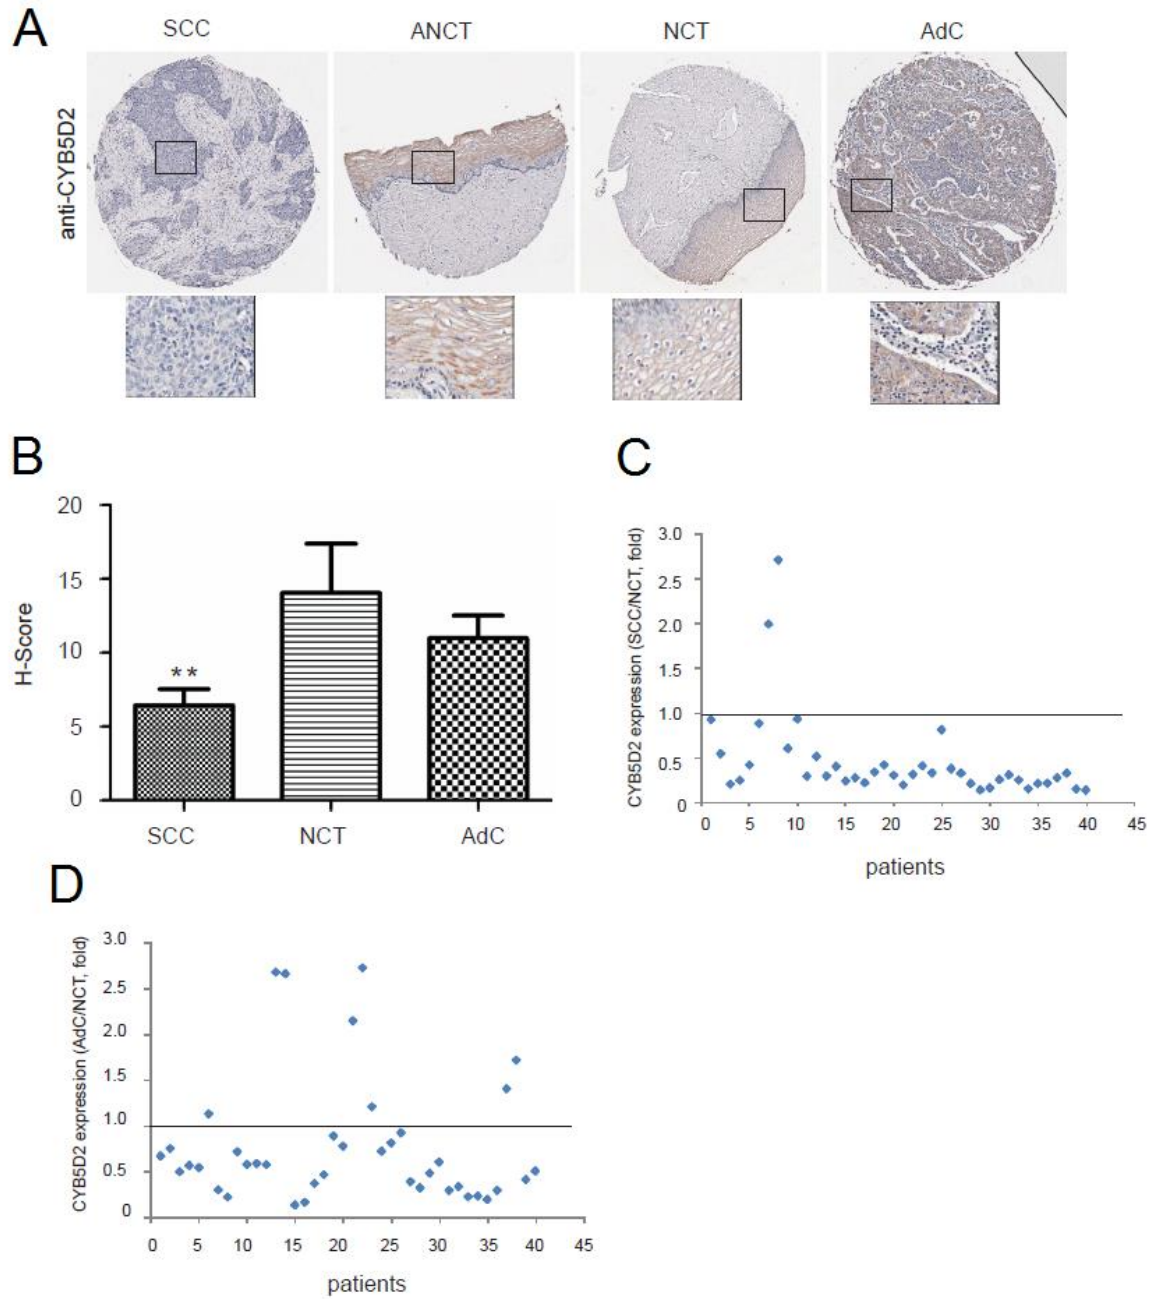 A
SCC ANCT NCT AdC
anti-CYB5D2
B
20
15
10
5
0
H-Score
**
SCC NCT AdC
C
3.0
2.5
2.0
1.5
1.0
0.5
0
CYB5D2 expression (SCC/NCT, fold)
0 5 10 15 20 25 30 35 40 45
patients
D
3.0
2.5
2.0
1.5
1.0
0.5
0
CYB5D2 expression (AdC/NCT, fold)
0 5 10 15 20 25 30 35 40 45
patients